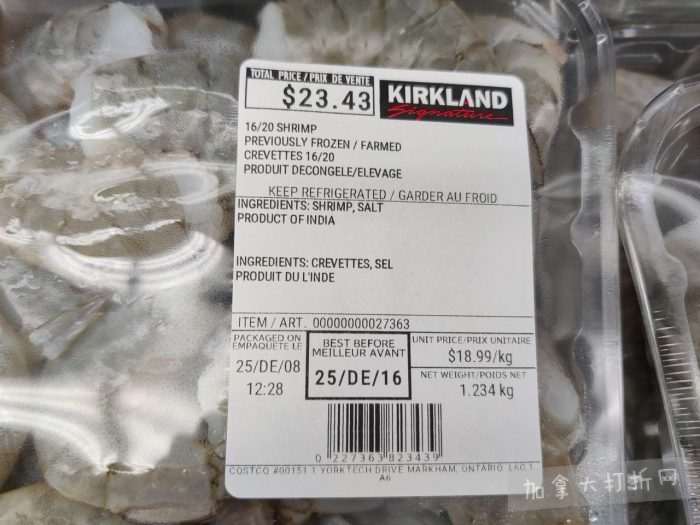 TOTAL PRICE / PRIX DE VENTE
$23.43
KIRKLAND
Signature
16/20 SHRIMP
PREVIOUSLY FROZEN / FARMED
CREVETTES 16/20
PRODUIT DECONGELE/ELEVAGE
KEEP REFRIGERATED / GARDER AU FROID
INGREDIENTS: SHRIMP, SALT
PRODUCT OF INDIA
INGREDIENTS: CREVETTES, SEL
PRODUIT DU L'INDE
ITEM / ART. 00000000027363
PACKAGED ON
EMPAQUETE LE
25/DE/08
12:28
BEST BEFORE
MEILLEUR AVANT
25/DE/16
UNIT PRICE/PRIX UNITAIRE
$18.99/kg
NET WEIGHT/POIDS NET
1.234 kg
0 227363 823439
COSTCO #00151 1 YORKTECH DRIVE MARKHAM, ONTARIO, L6G 1
A6
加拿大打折网